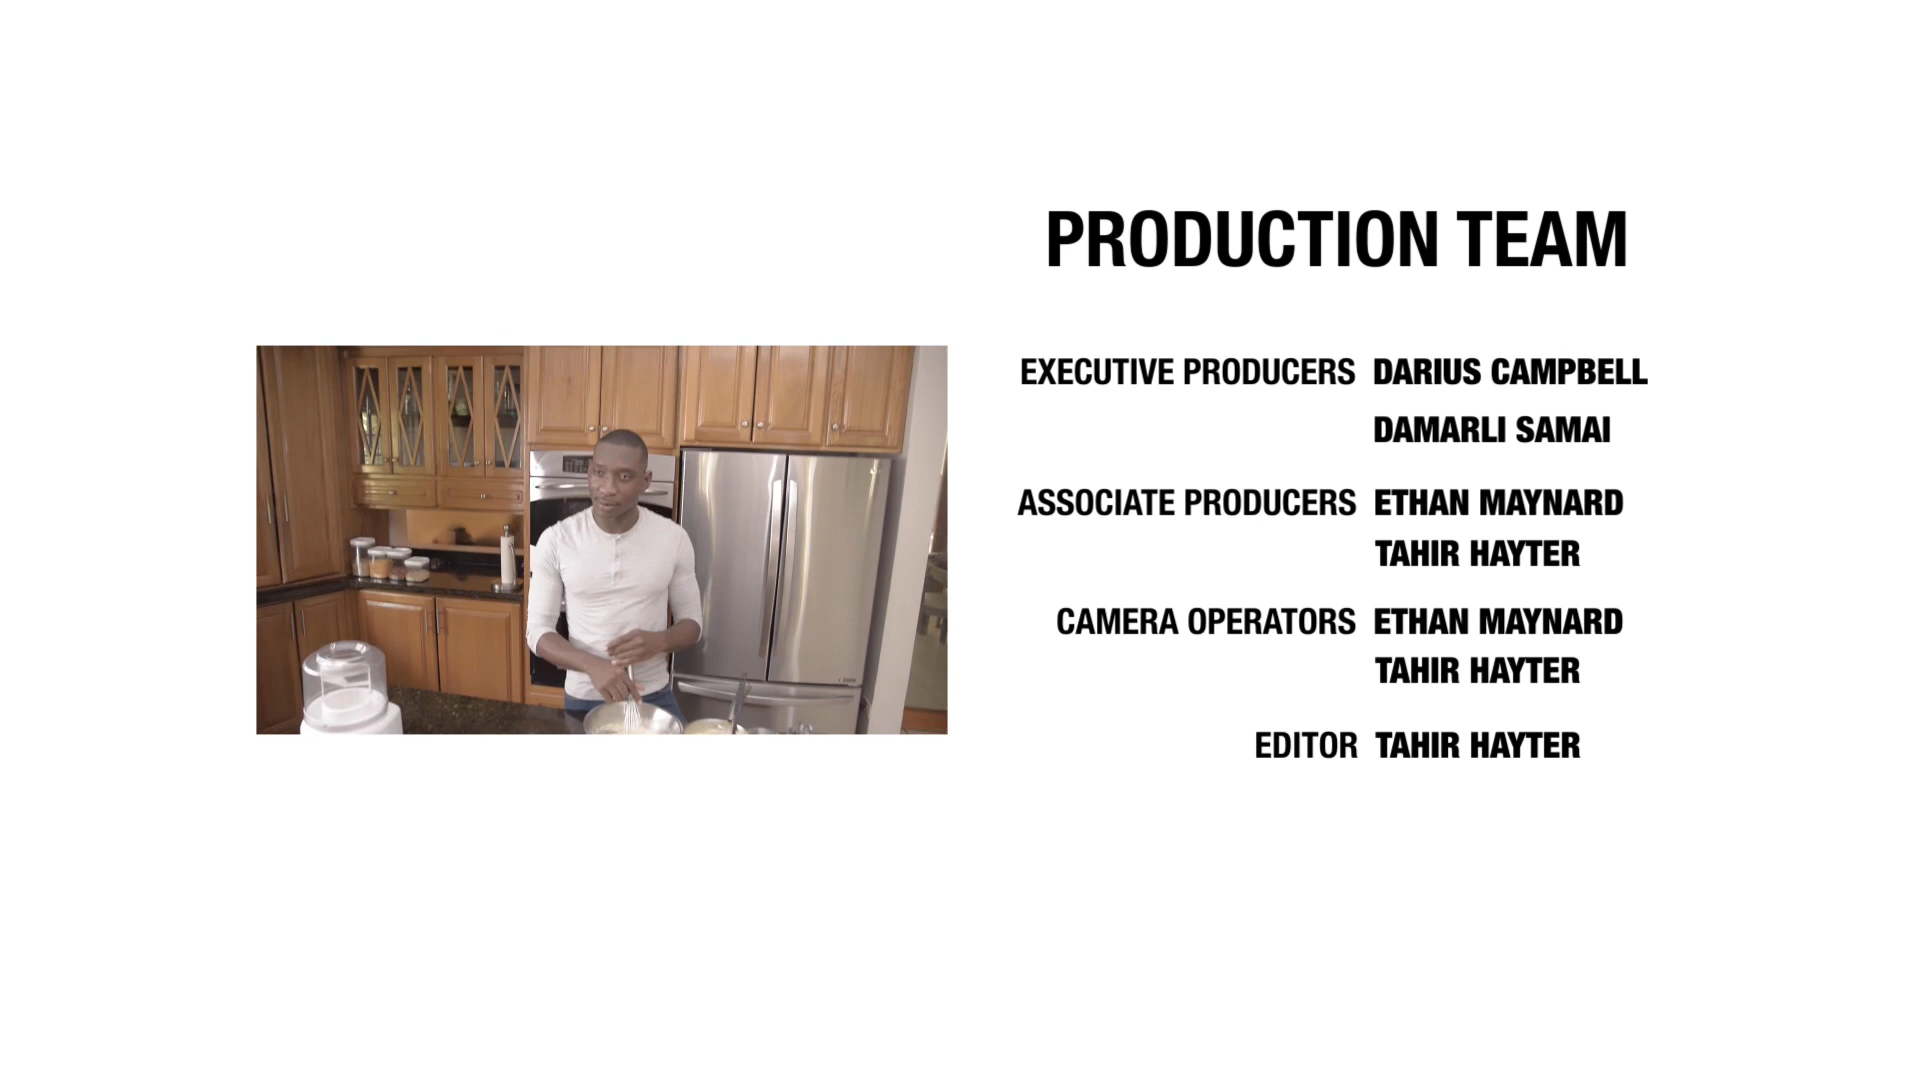 PRODUCTION TEAM
EXECUTIVE PRODUCERS DARIUS CAMPBELL
DAMARLI SAMAI
ASSOCIATE PRODUCERS ETHAN MAYNARD
TAHIR HAYTER
CAMERA OPERATORS ETHAN MAYNARD
TAHIR HAYTER
EDITOR TAHIR HAYTER